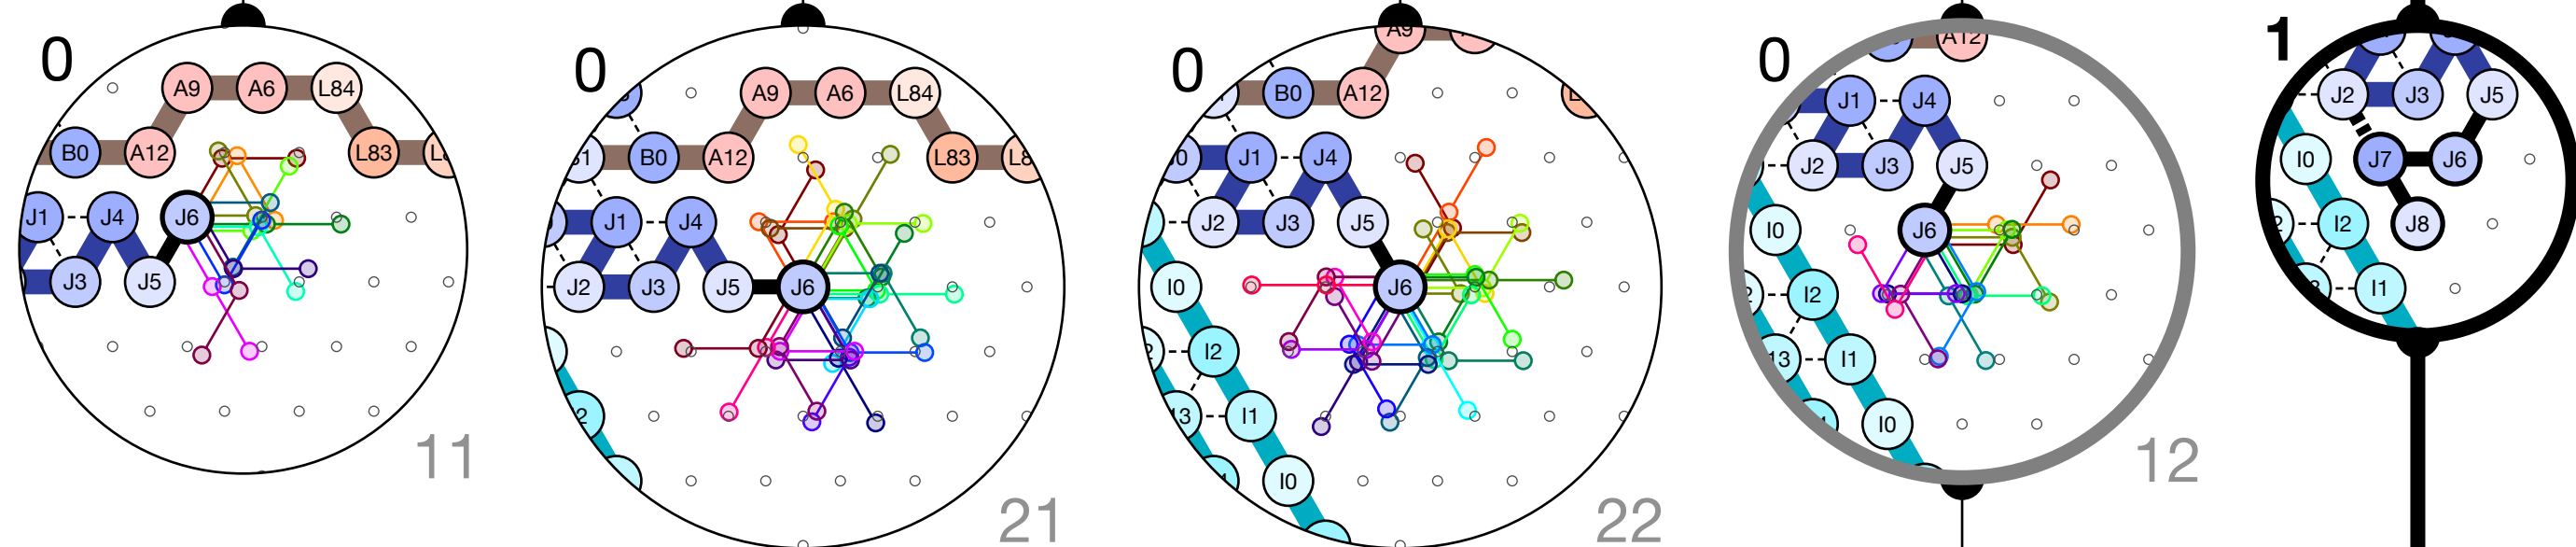 0
A9 A6 L84
B0 A12 L83
J1 J4 J6
J3 J5
11
0
A9 A6 L84
B0 A12 L83
J1 J4
J2 J3 J5 J6
21
0
A9
B0 A12
J1 J4
J2 J3 J5
I0 J6
I2
I1
I0
22
0
A12
J1 J4
J2 J3 J5
I0 J6
I2
I1
I0
12
1
J2 J3 J5
I0 J7 J6
I2 J8
I1